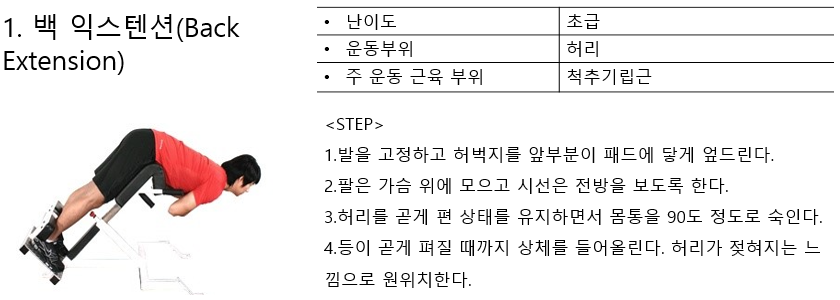 1. 백 익스텐션(Back
Extension)
• 난이도 초급
• 운동부위 허리
• 주 운동 근육 부위 척추기립근
<STEP>
1.발을 고정하고 허벅지를 앞부분이 패드에 닿게 엎드린다.
2.팔은 가슴 위에 모으고 시선은 전방을 보도록 한다.
3.허리를 곧게 편 상태를 유지하면서 몸통을 90도 정도로 숙인다.
4.등이 곧게 펴질 때까지 상체를 들어올린다. 허리가 젖혀지는 느
낌으로 원위치한다.